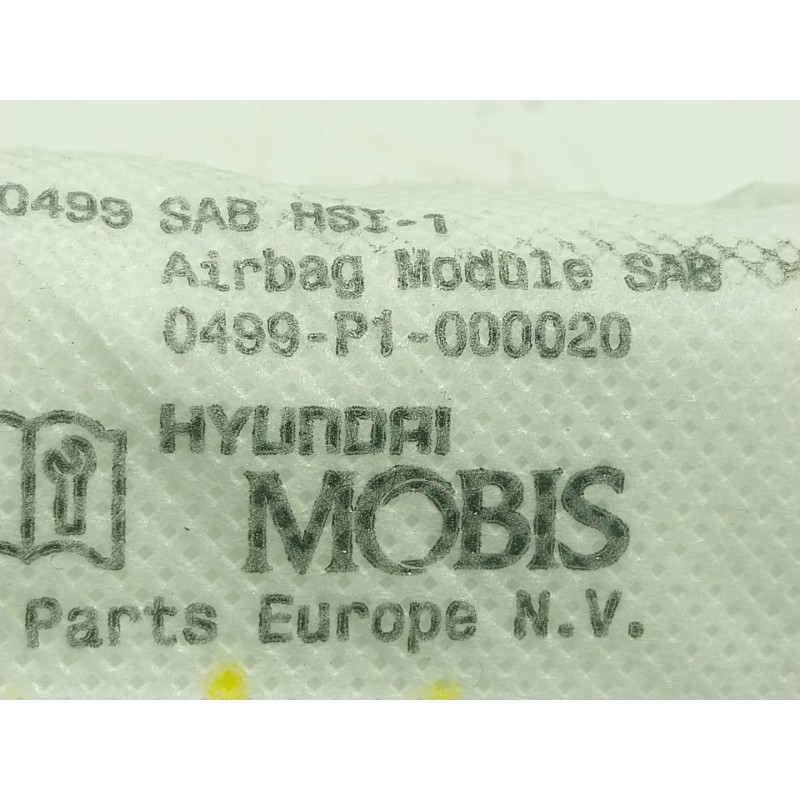 0499 SAB HSI-1
Airbag Module SAB
0499-P1-000020
HYUNDAI
MOBIS
Parts Europe N.V.